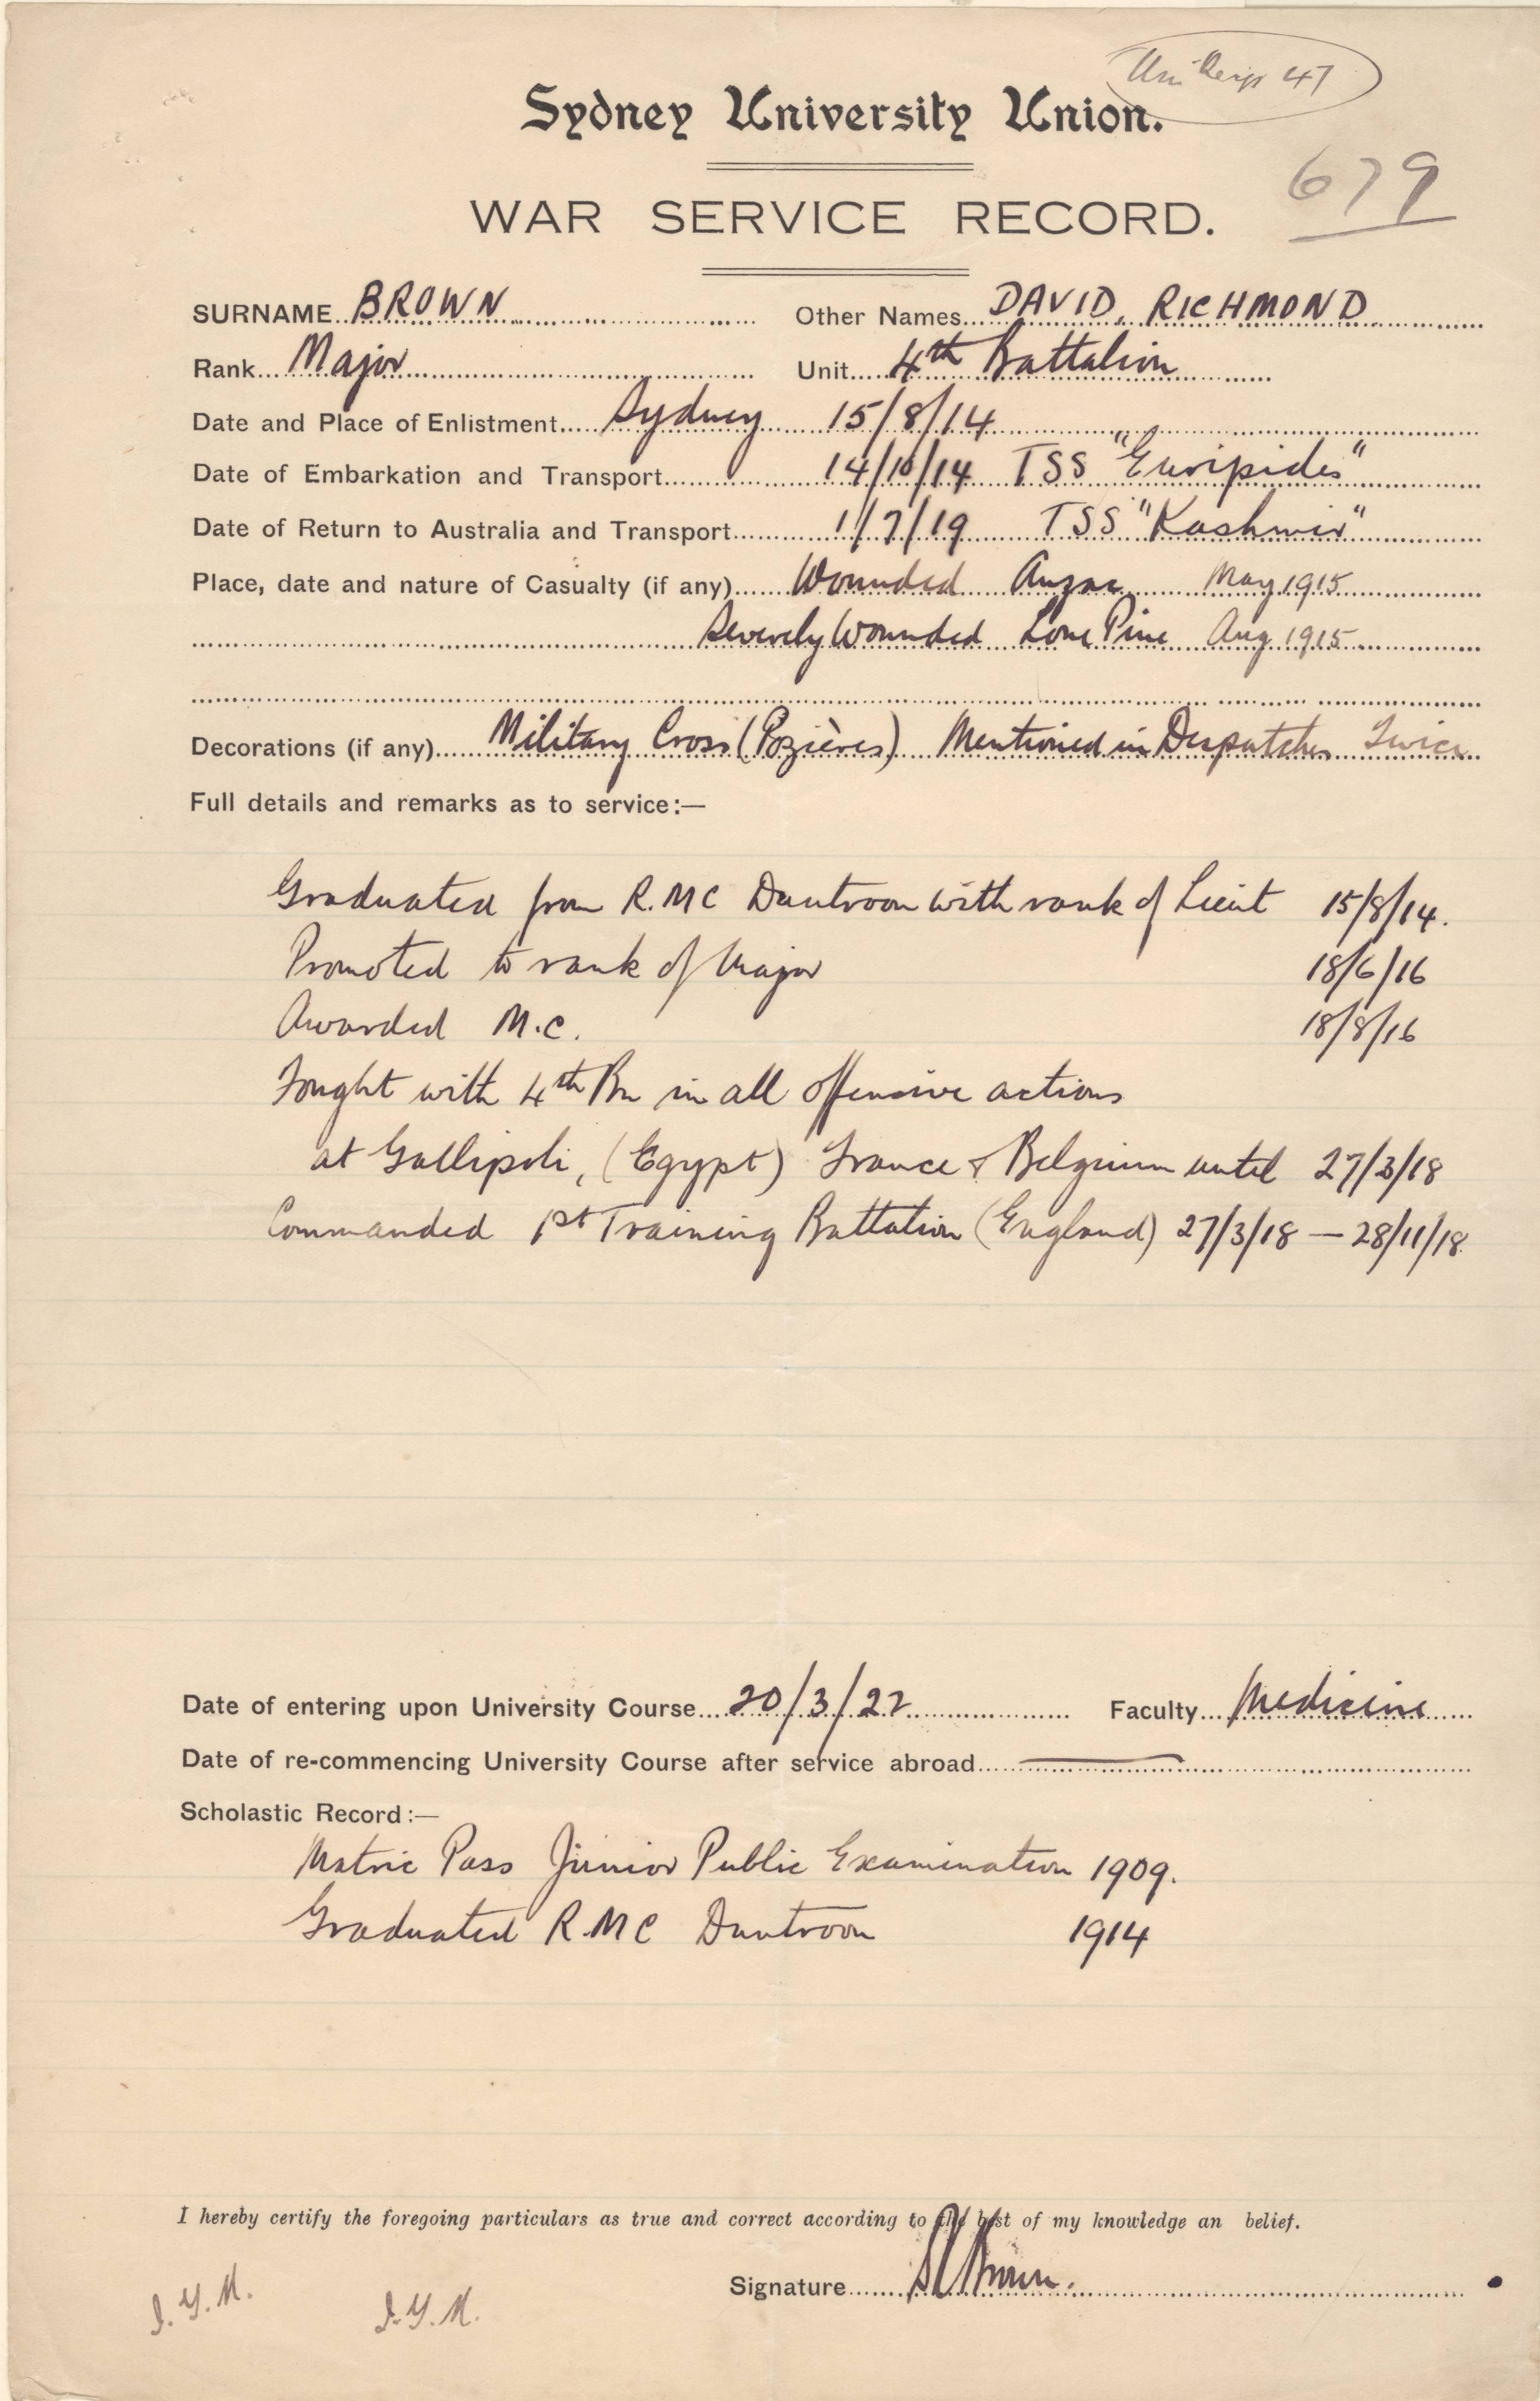 47
Sydney University Union.
679
WAR SERVICE RECORD.
SURNAME BROWN Other Names DAVID, RICHMOND
Rank Major Unit 4th Battalion
Date and Place of Enlistment Sydney 15/8/14
Date of Embarkation and Transport 14/10/14 TSS "Euripides"
Date of Return to Australia and Transport 1/7/19 TSS "Kashmir"
Place, date and nature of Casualty (if any) Wounded Anzac May 1915
Severely Wounded Lone Pine Aug 1915
Decorations (if any) Military Cross (Pozières) Mentioned in Despatches Twice
Full details and remarks as to service:—
Graduated from R.M.C Duntroon with rank of Lieut 15/8/14.
Promoted to rank of Major 18/6/16
Awarded M.C. 18/8/16
Fought with 4th Bn in all offensive actions
at Gallipoli, (Egypt) France & Belgium until 27/3/18
Commanded 1st Training Battalion (England) 27/3/18 — 28/11/18
Date of entering upon University Course 20/3/22 Faculty Medicine
Date of re-commencing University Course after service abroad —
Scholastic Record:—
Matric Pass Junior Public Examination 1909.
Graduated R.M.C Duntroon 1914
I hereby certify the foregoing particulars as true and correct according to the best of my knowledge an belief.
Signature DRBrown.
J.Y.M. J.Y.M.